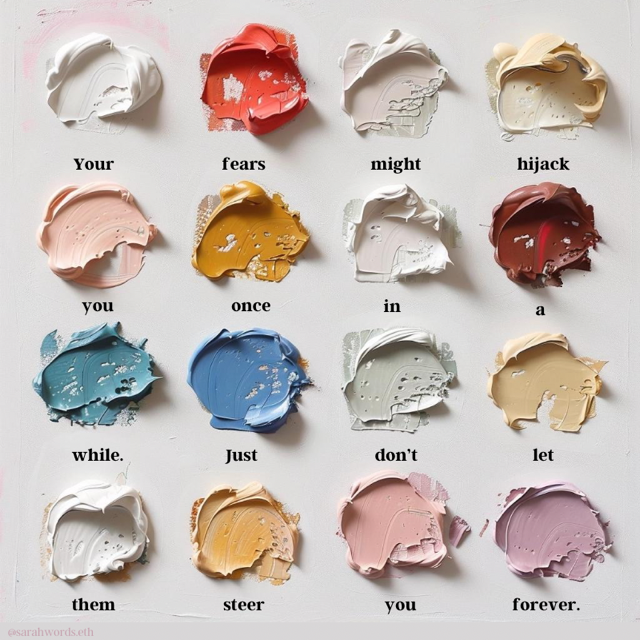 Your fears might hijack
you once in a
while. Just don't let
them steer you forever.
@sarahwords.eth